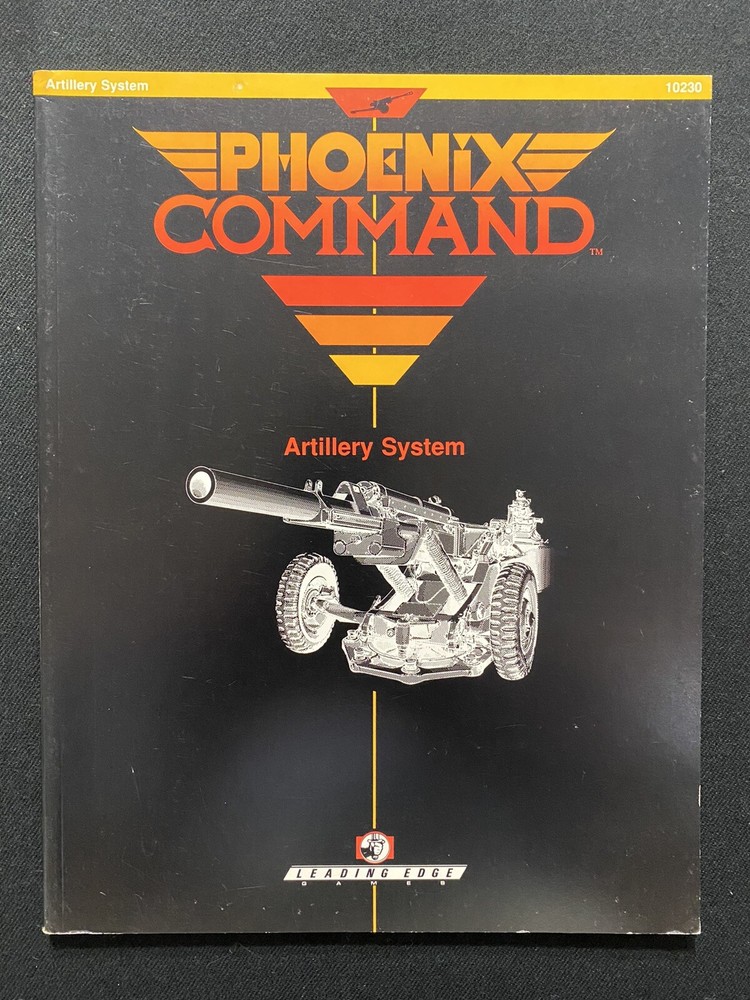 Artillery System
10230
PHOENiX
COMMAND
TM
Artillery System
LEADING EDGE
GAMES